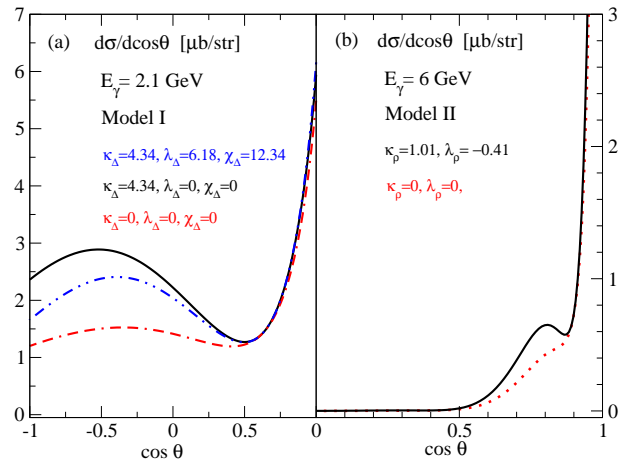 (a) dσ/dcosθ [μb/str]
E_γ= 2.1 GeV
Model I
κ_Δ=4.34, λ_Δ=6.18, χ_Δ=12.34
κ_Δ=4.34, λ_Δ=0, χ_Δ=0
κ_Δ=0, λ_Δ=0, χ_Δ=0
7
6
5
4
3
2
1
0
-1
-0.5
0
0.5
cos θ
(b) dσ/dcosθ [μb/str]
E_γ= 6 GeV
Model II
κ_ρ=1.01, λ_ρ= −0.41
κ_ρ=0, λ_ρ=0,
3
2
1
0
0
0.5
1
cos θ